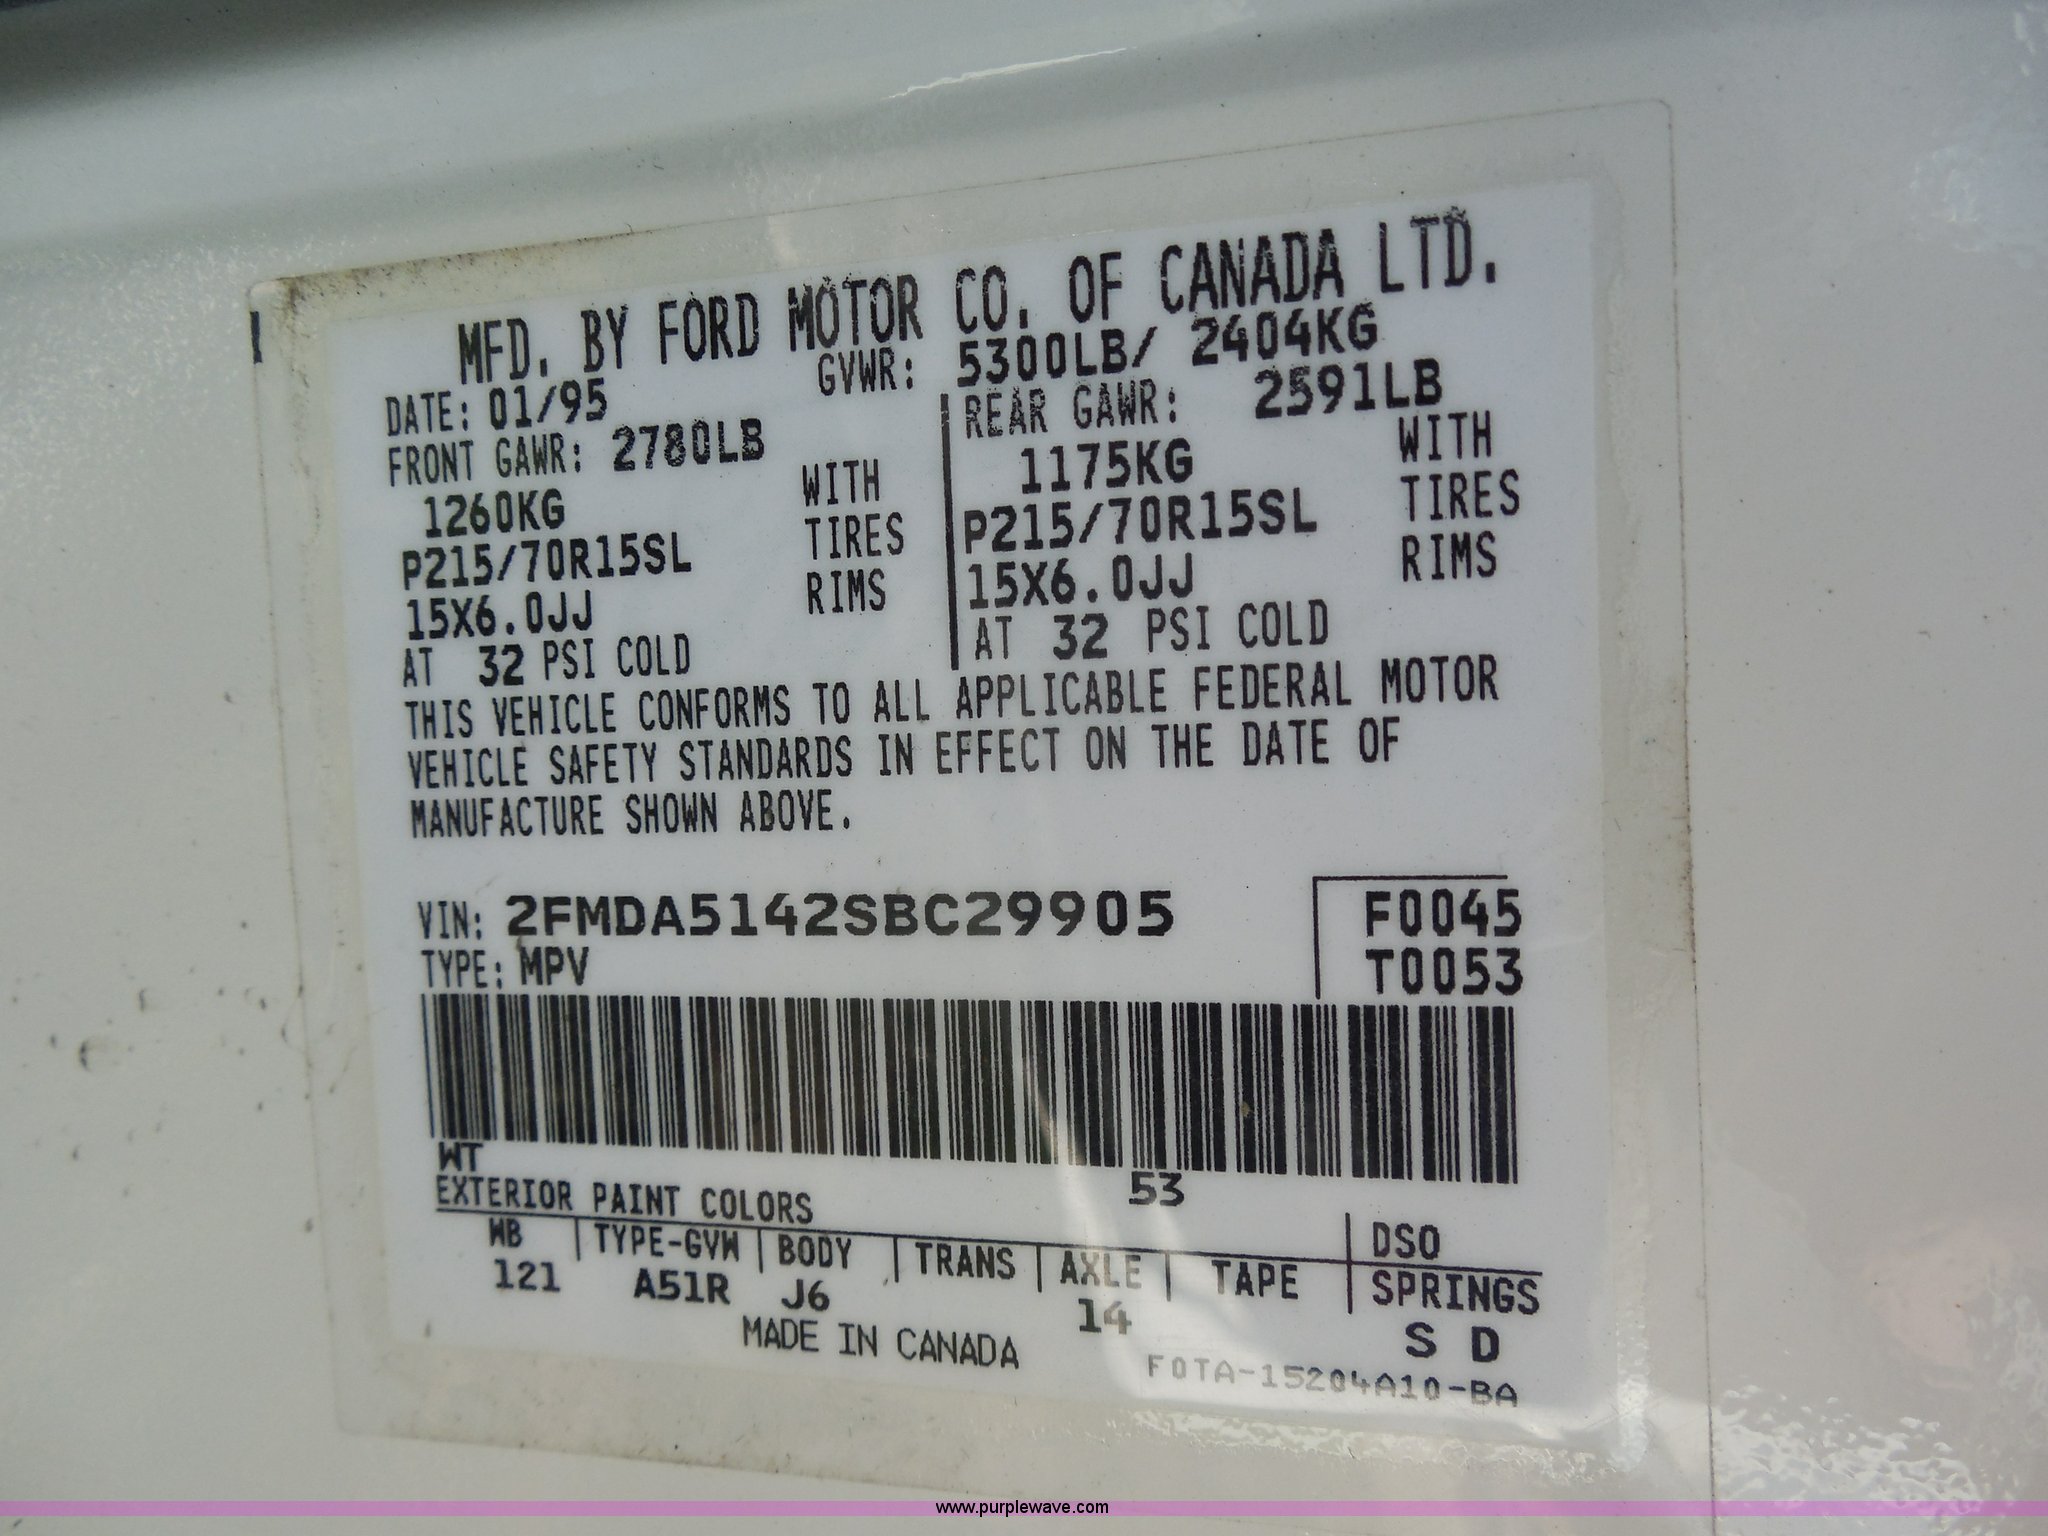 MFD. BY FORD MOTOR CO. OF CANADA LTD.
DATE: 01/95 GVWR: 5300LB/ 2404KG
FRONT GAWR: 2780LB REAR GAWR: 2591LB
1260KG WITH 1175KG WITH
P215/70R15SL TIRES P215/70R15SL TIRES
15X6.0JJ RIMS 15X6.0JJ RIMS
AT 32 PSI COLD AT 32 PSI COLD
THIS VEHICLE CONFORMS TO ALL APPLICABLE FEDERAL MOTOR
VEHICLE SAFETY STANDARDS IN EFFECT ON THE DATE OF
MANUFACTURE SHOWN ABOVE.
VIN: 2FMDA5142SBC29905 F0045
TYPE: MPV T0053
WT 53
EXTERIOR PAINT COLORS DSO
WB TYPE-GVW BODY TRANS AXLE TAPE SPRINGS
121 A51R J6 14 S D
MADE IN CANADA
F0TA-15204A10-BA
www.purplewave.com